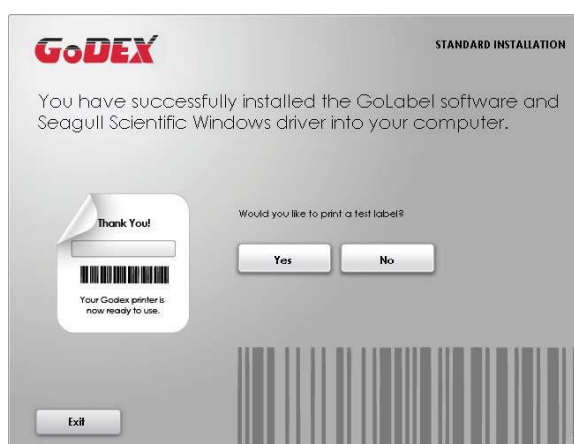 GoDEX
STANDARD INSTALLATION
You have successfully installed the GoLabel software and
Seagull Scientific Windows driver into your computer.
Thank You!
Your Godex printer is
now ready to use.
Would you like to print a test label?
Yes
No
Exit